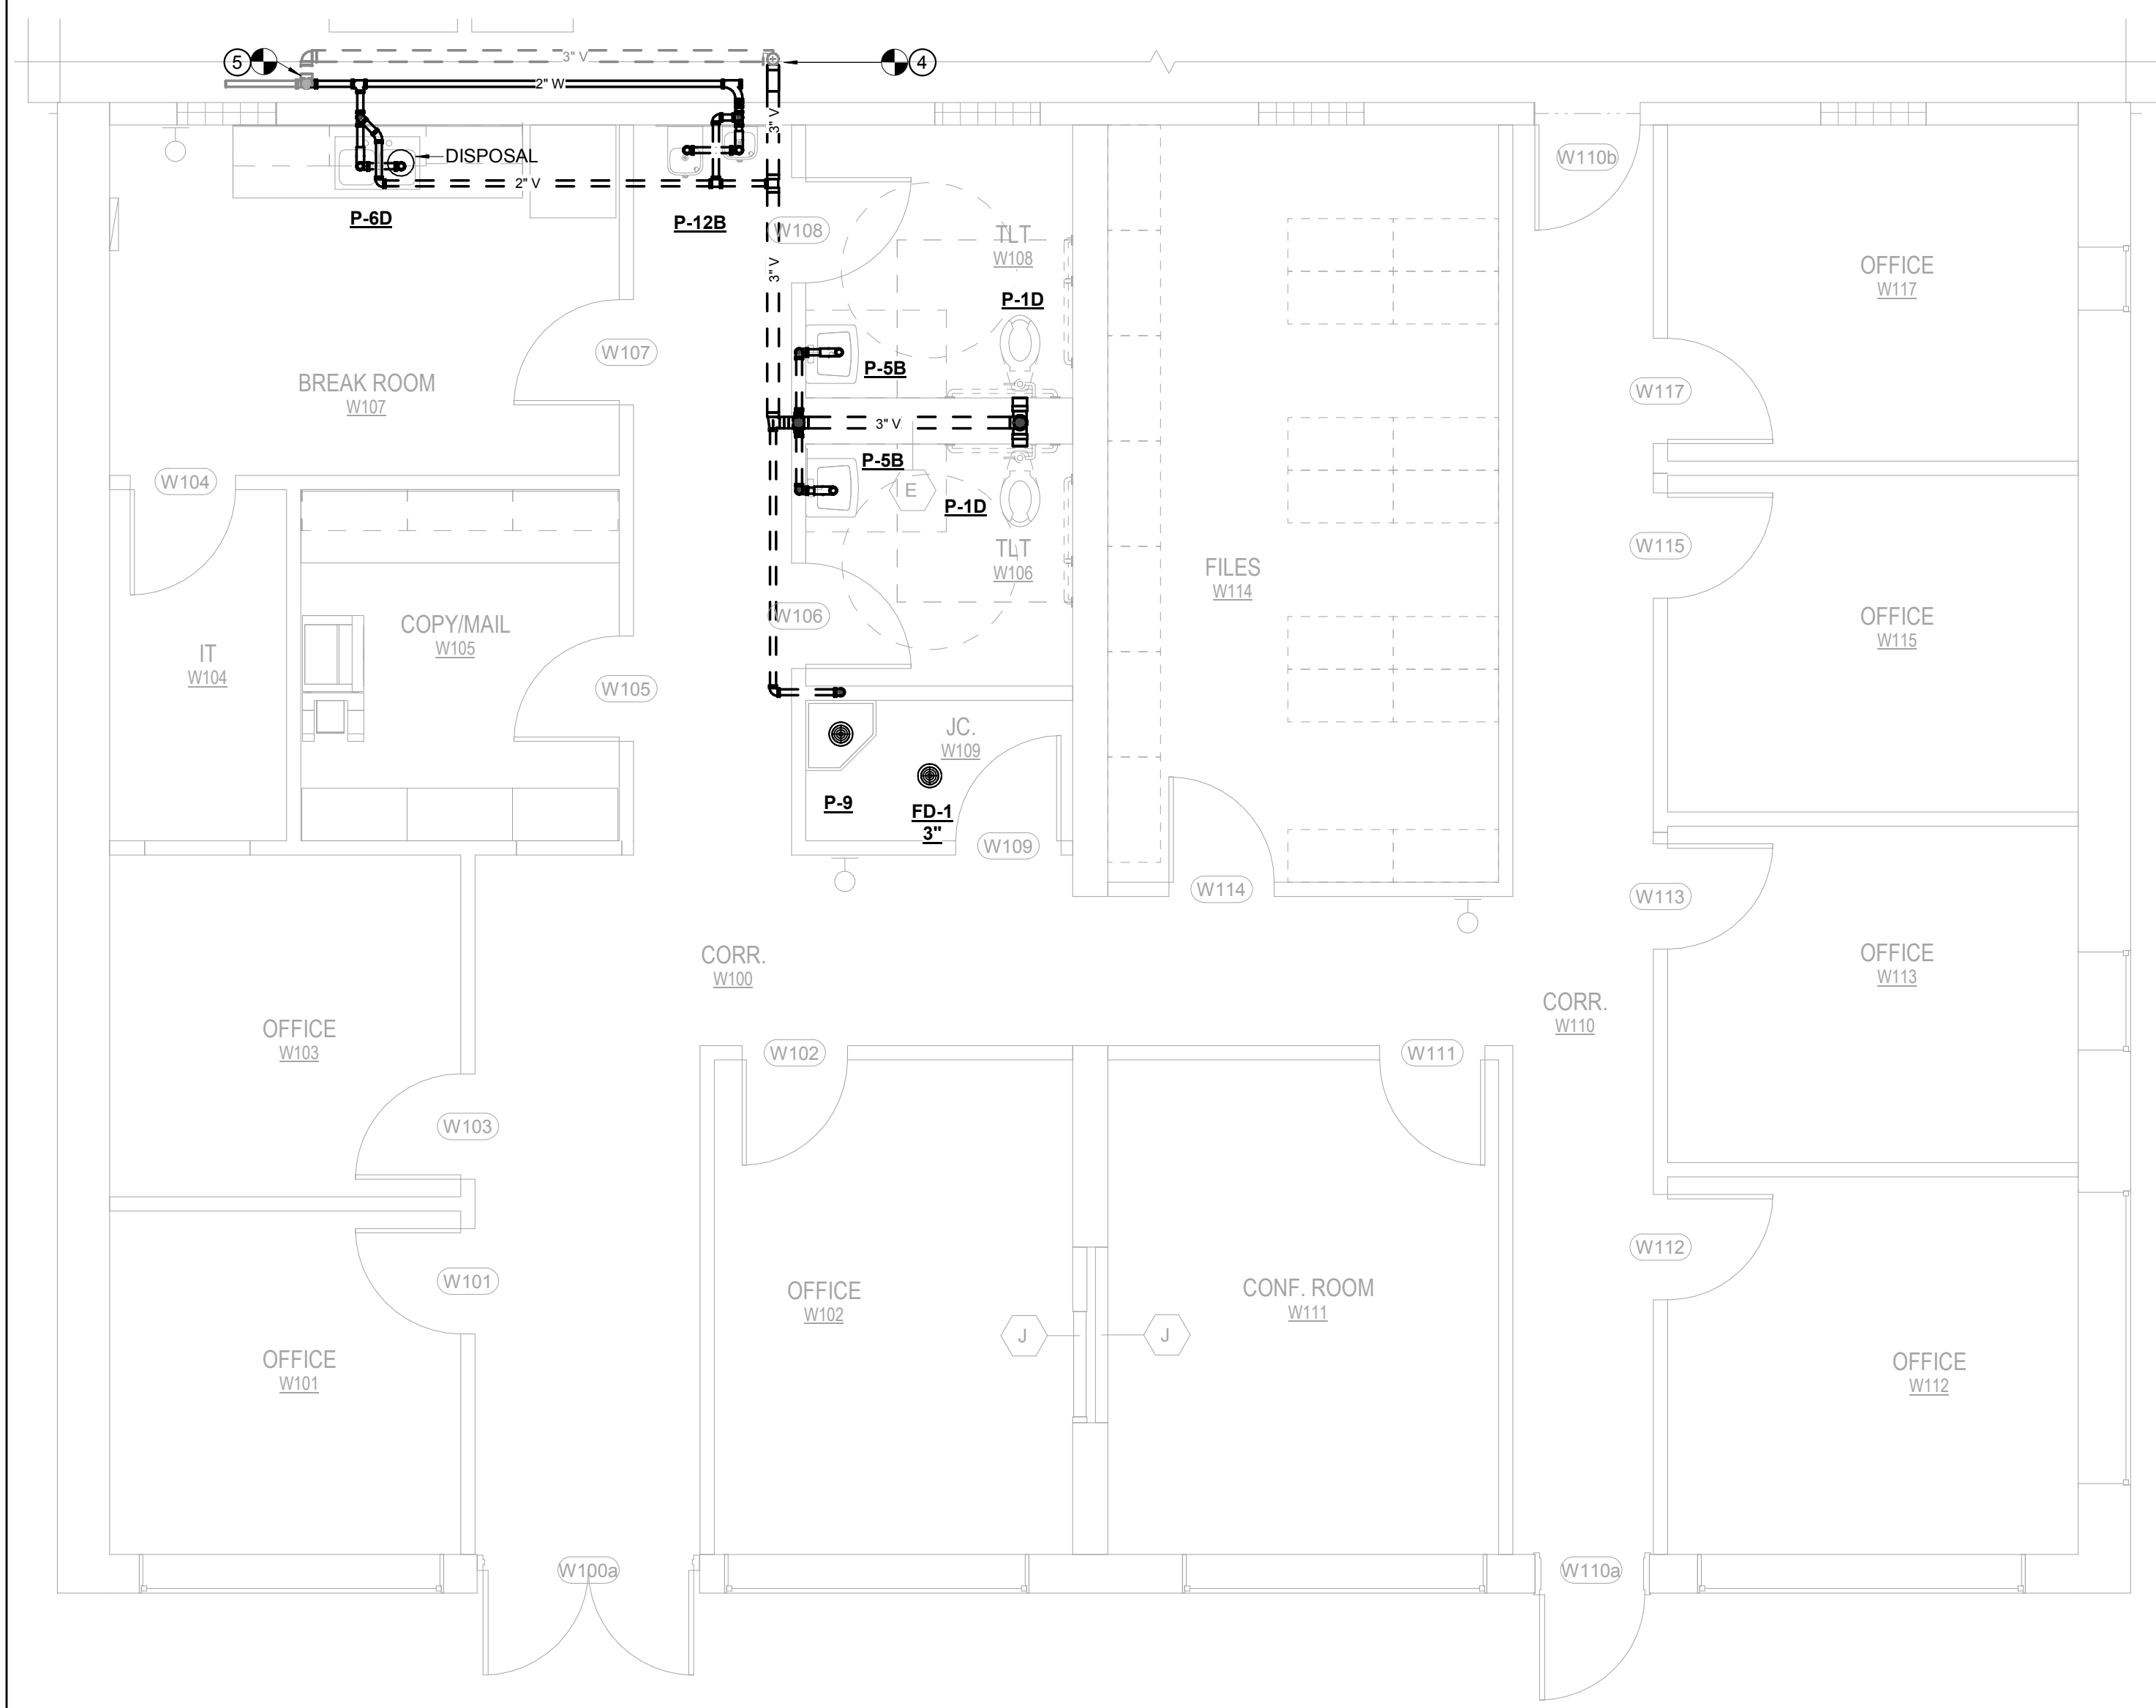 5
3" V
4
2" W
3" V
DISPOSAL
2" V
W110b
P-6D
P-12B
W108
TLT
W108
3" V
OFFICE
W117
P-1D
W107
P-5B
BREAK ROOM
W107
W117
3" V
P-5B
W104
E
P-1D
W115
TLT
W106
FILES
W114
W106
OFFICE
W115
COPY/MAIL
W105
IT
W104
W105
JC.
W109
P-9
FD-1
3"
W109
W114
W113
CORR.
W100
OFFICE
W113
CORR.
W110
OFFICE
W103
W102
W111
W103
W112
W101
OFFICE
W102
CONF. ROOM
W111
J
J
OFFICE
W101
OFFICE
W112
W100a
W110a